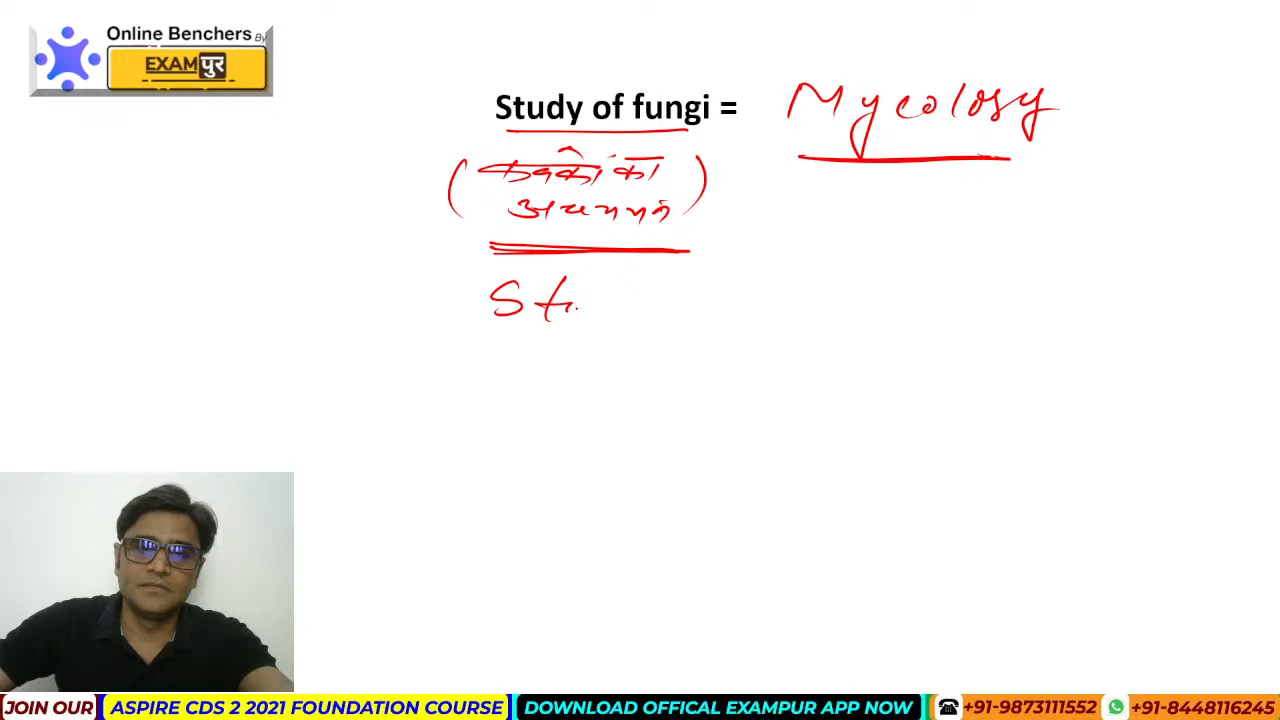 Online Benchers By
EXAMपुर
Study of fungi = Mycology
(कवकों का
अध्ययन)
St
JOIN OUR ASPIRE CDS 2 2021 FOUNDATION COURSE DOWNLOAD OFFICAL EXAMPUR APP NOW +91-9873111552 +91-8448116245